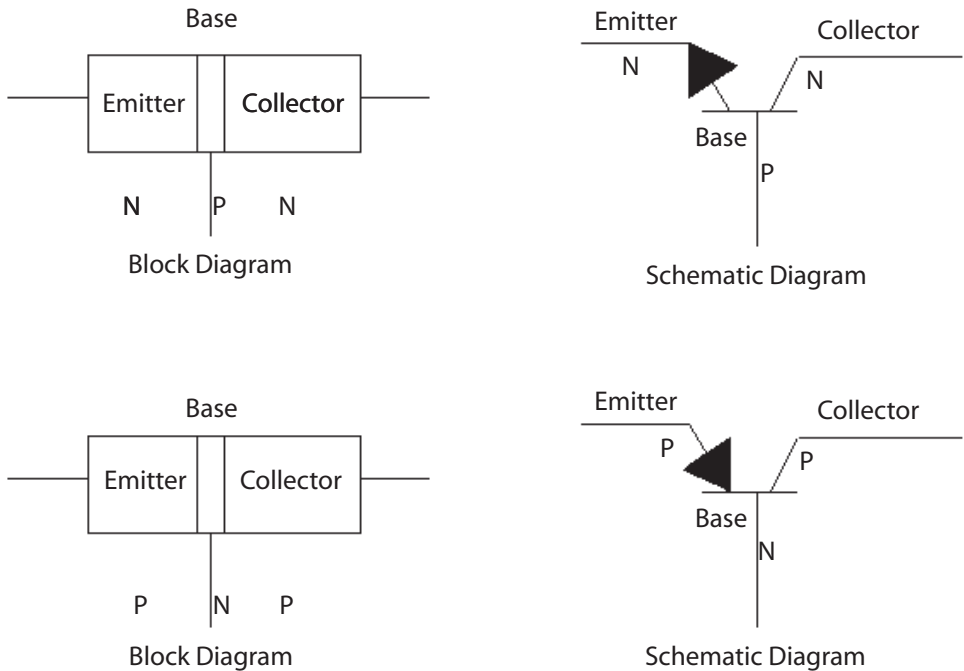 Base
Emitter Collector
N P N
Block Diagram
Emitter
Collector
N
N
Base
P
Schematic Diagram
Base
Emitter Collector
P N P
Block Diagram
Emitter
Collector
P
P
Base
N
Schematic Diagram